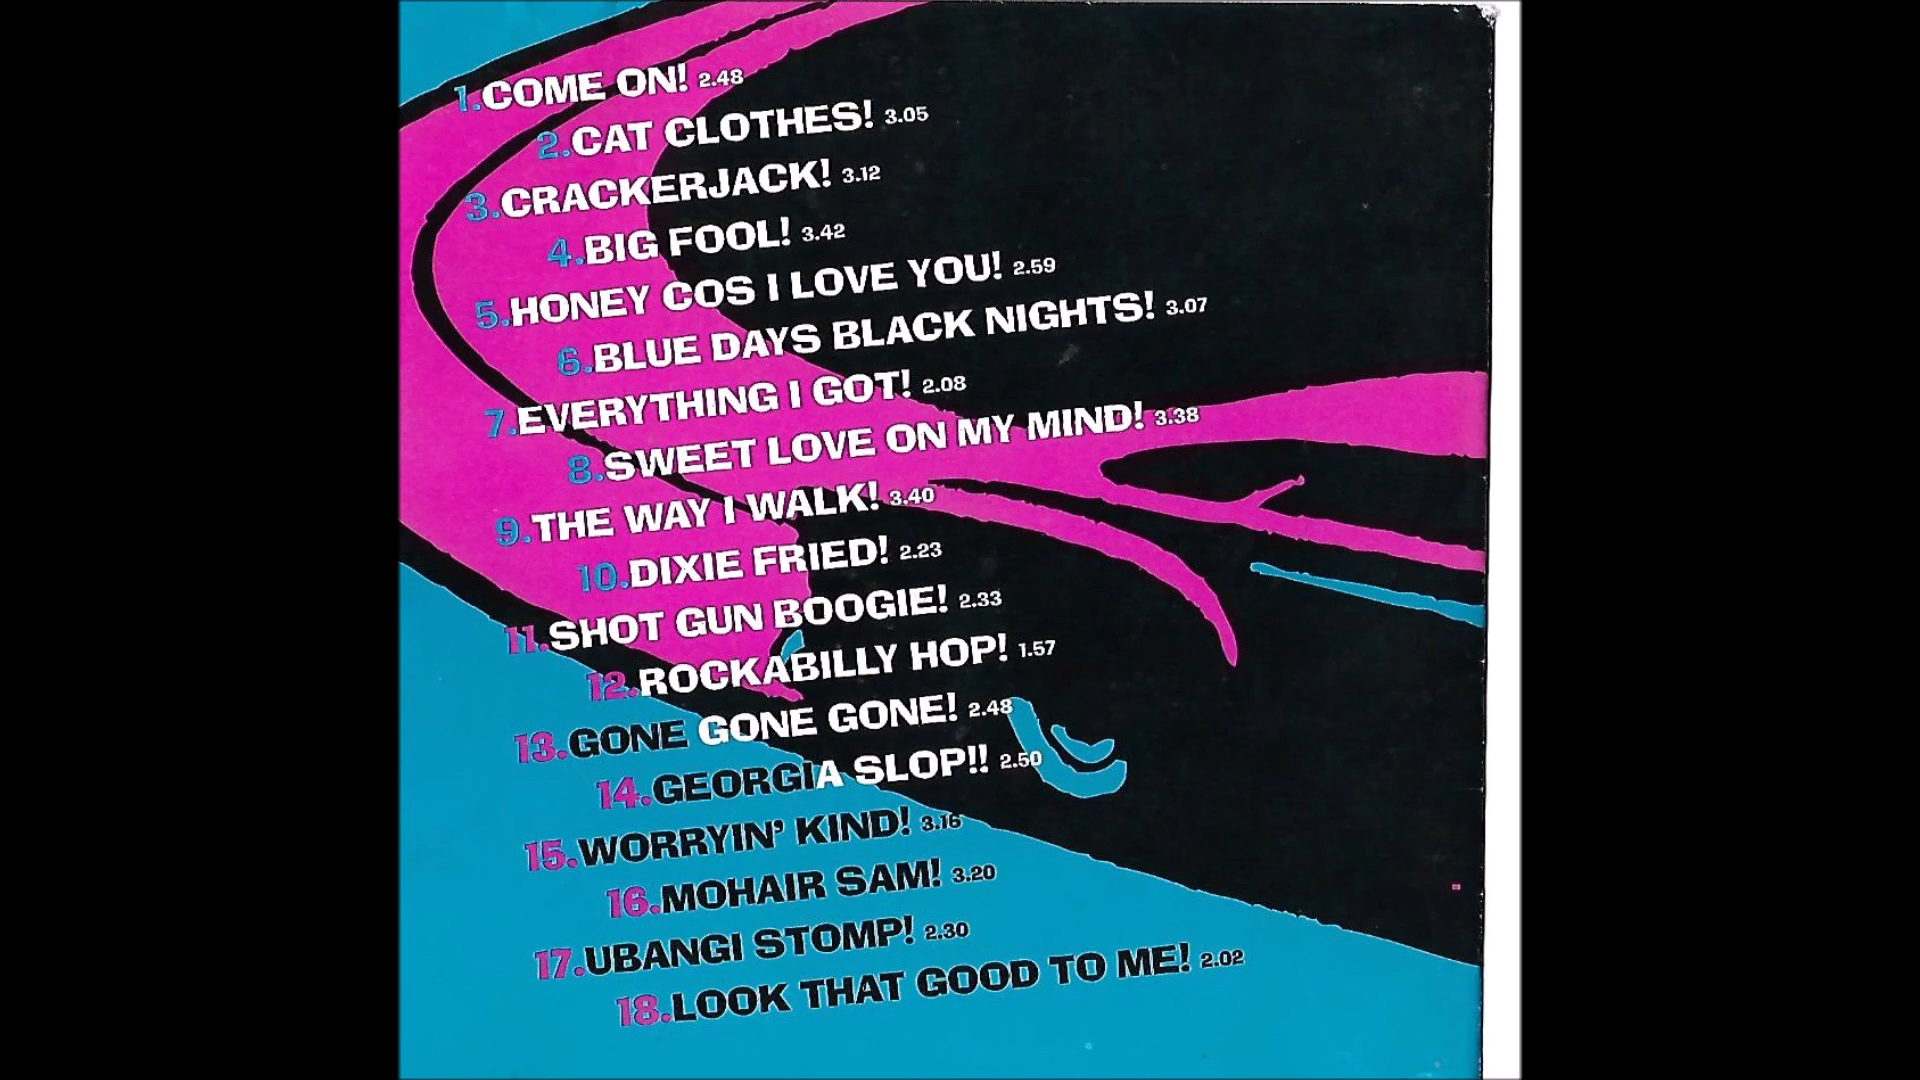 1.COME ON! 2.48
2.CAT CLOTHES! 3.05
3.CRACKERJACK! 3.12
4.BIG FOOL! 3.42
5.HONEY COS I LOVE YOU! 2.59
6.BLUE DAYS BLACK NIGHTS! 3.07
7.EVERYTHING I GOT! 2.08
8.SWEET LOVE ON MY MIND! 3.38
9.THE WAY I WALK! 3.40
10.DIXIE FRIED! 2.23
11.SHOT GUN BOOGIE! 2.33
12.ROCKABILLY HOP! 1.57
13.GONE GONE GONE! 2.48
14.GEORGIA SLOP!! 2.50
15.WORRYIN' KIND! 3.16
16.MOHAIR SAM! 3.20
17.UBANGI STOMP! 2.30
18.LOOK THAT GOOD TO ME! 2.02